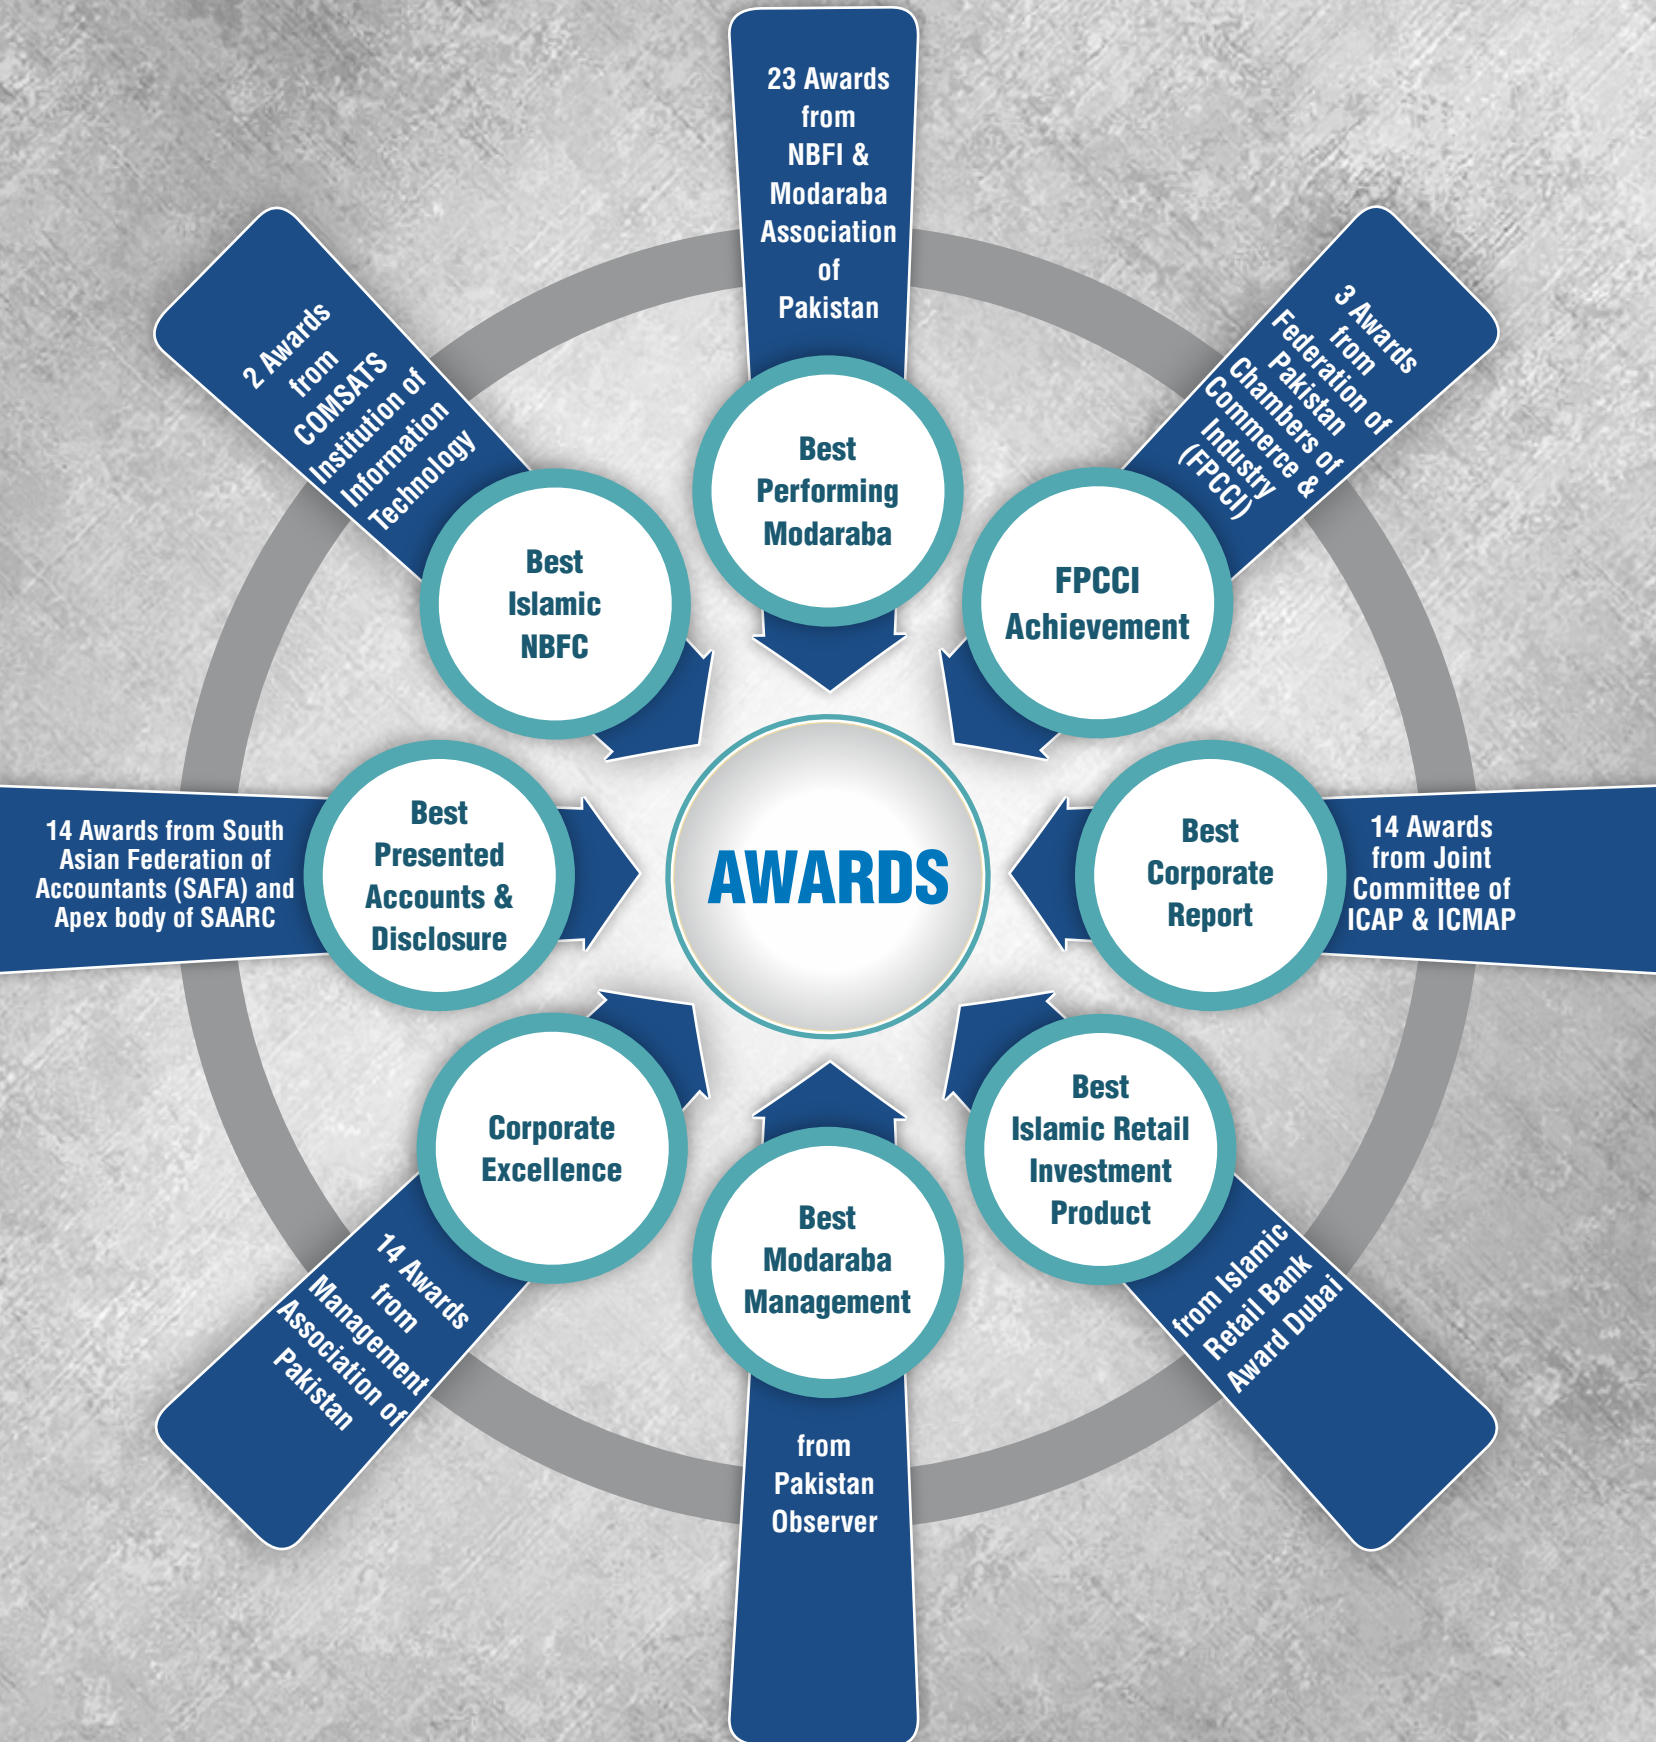 23 Awards
from
NBFI &
Modaraba
Association
of
Pakistan
Best
Performing
Modaraba
3 Awards
from
Federation of
Pakistan
Chambers of
Commerce &
Industry
(FPCCI)
FPCCI
Achievement
14 Awards
from Joint
Committee of
ICAP & ICMAP
Best
Corporate
Report
from Islamic
Retail Bank
Award Dubai
Best
Islamic Retail
Investment
Product
from
Pakistan
Observer
Best
Modaraba
Management
14 Awards
from
Management
Association of
Pakistan
Corporate
Excellence
14 Awards from South
Asian Federation of
Accountants (SAFA) and
Apex body of SAARC
Best
Presented
Accounts &
Disclosure
2 Awards
from
COMSATS
Institution of
Information
Technology
Best
Islamic
NBFC
AWARDS